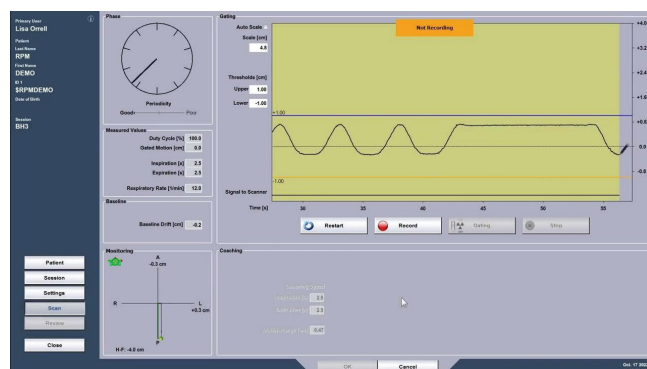 Primary User
Lisa Orrell
Patient
Last Name
RPM
First Name
DEMO
ID 1
$RPMDEMO
Date of Birth
Session
BH3
Patient
Session
Settings
Scan
Review
Close
Phase
Periodicity
Good
Poor
Measured Values
Duty Cycle [%] 100.0
Gated Motion [cm] 0.0
Inspiration [s] 2.5
Expiration [s] 2.5
Respiratory Rate [1/min] 12.0
Baseline
Baseline Drift [cm] -0.2
Monitoring
A
-0.3 cm
R
L
+0.3 cm
P
H-F: -4.0 cm
Gating
Auto Scale
Scale [cm]
4.8
Thresholds [cm]
Upper 1.00
Lower -1.00
Signal to Scanner
Time [s]
Not Recording
+1.00
-1.00
+4.0
+3.2
+2.4
+1.6
+0.8
0.0
-0.8
30 35 40 45 50 55
Restart
Record
Gating
Stop
Coaching
2.5
2.5
0.47
OK
Cancel